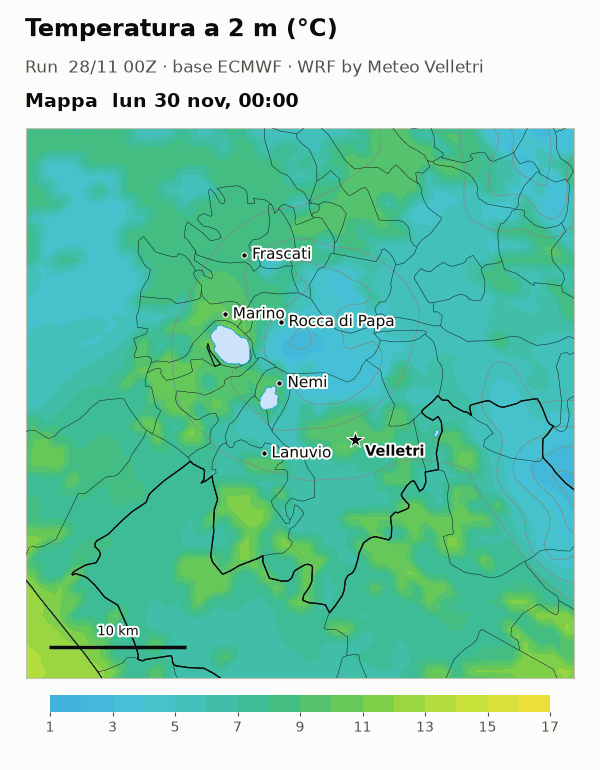 Temperatura a 2 m (°C)
Run  28/11 00Z · base ECMWF · WRF by Meteo Velletri
Mappa  lun 30 nov, 00:00
Frascati
Marino
Rocca di Papa
Nemi
Velletri
Lanuvio
10 km
1 3 5 7 9 11 13 15 17